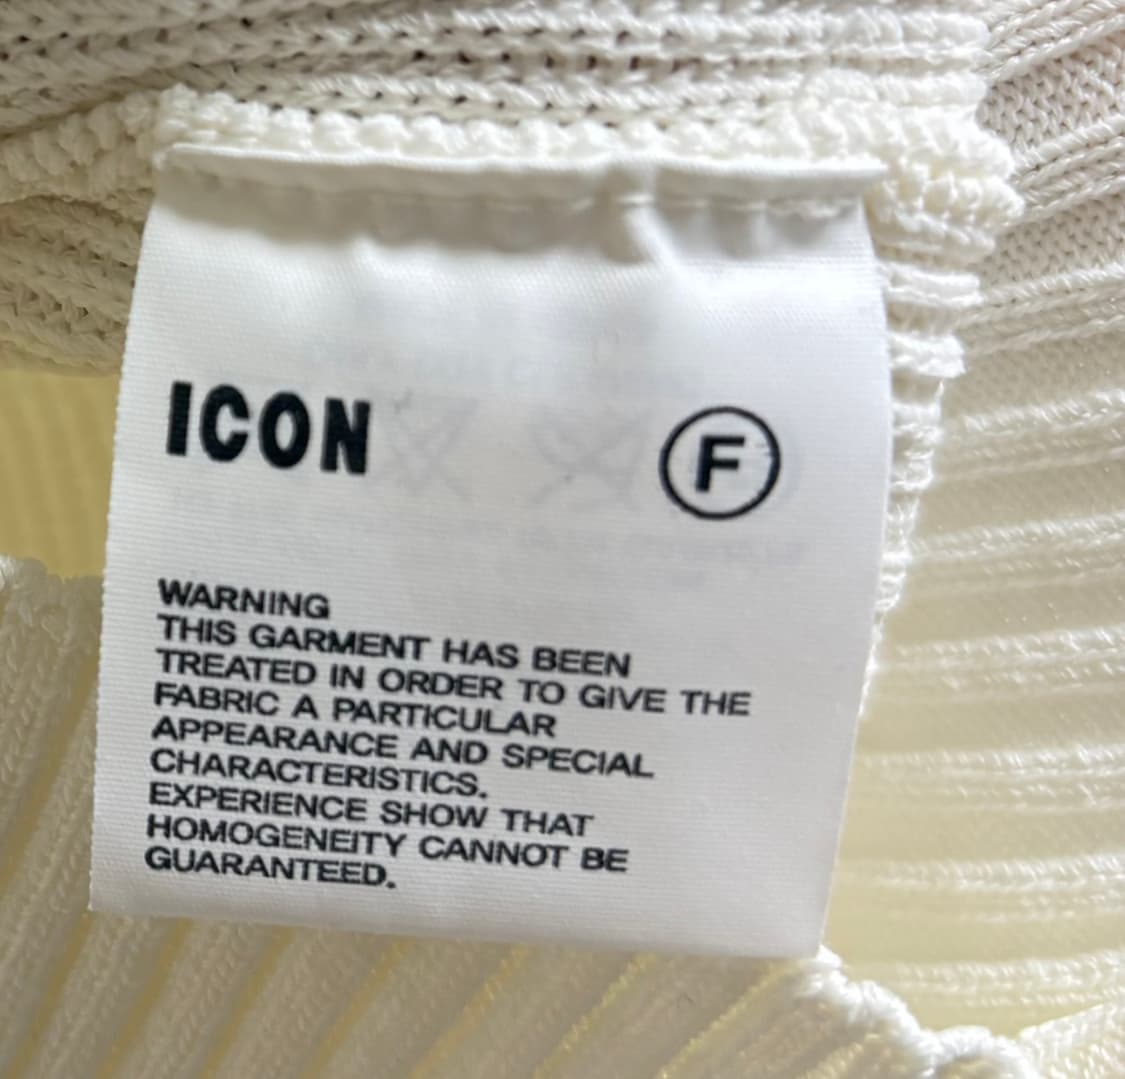 ICON
F
WARNING
THIS GARMENT HAS BEEN
TREATED IN ORDER TO GIVE THE
FABRIC A PARTICULAR
APPEARANCE AND SPECIAL
CHARACTERISTICS.
EXPERIENCE SHOW THAT
HOMOGENEITY CANNOT BE
GUARANTEED.